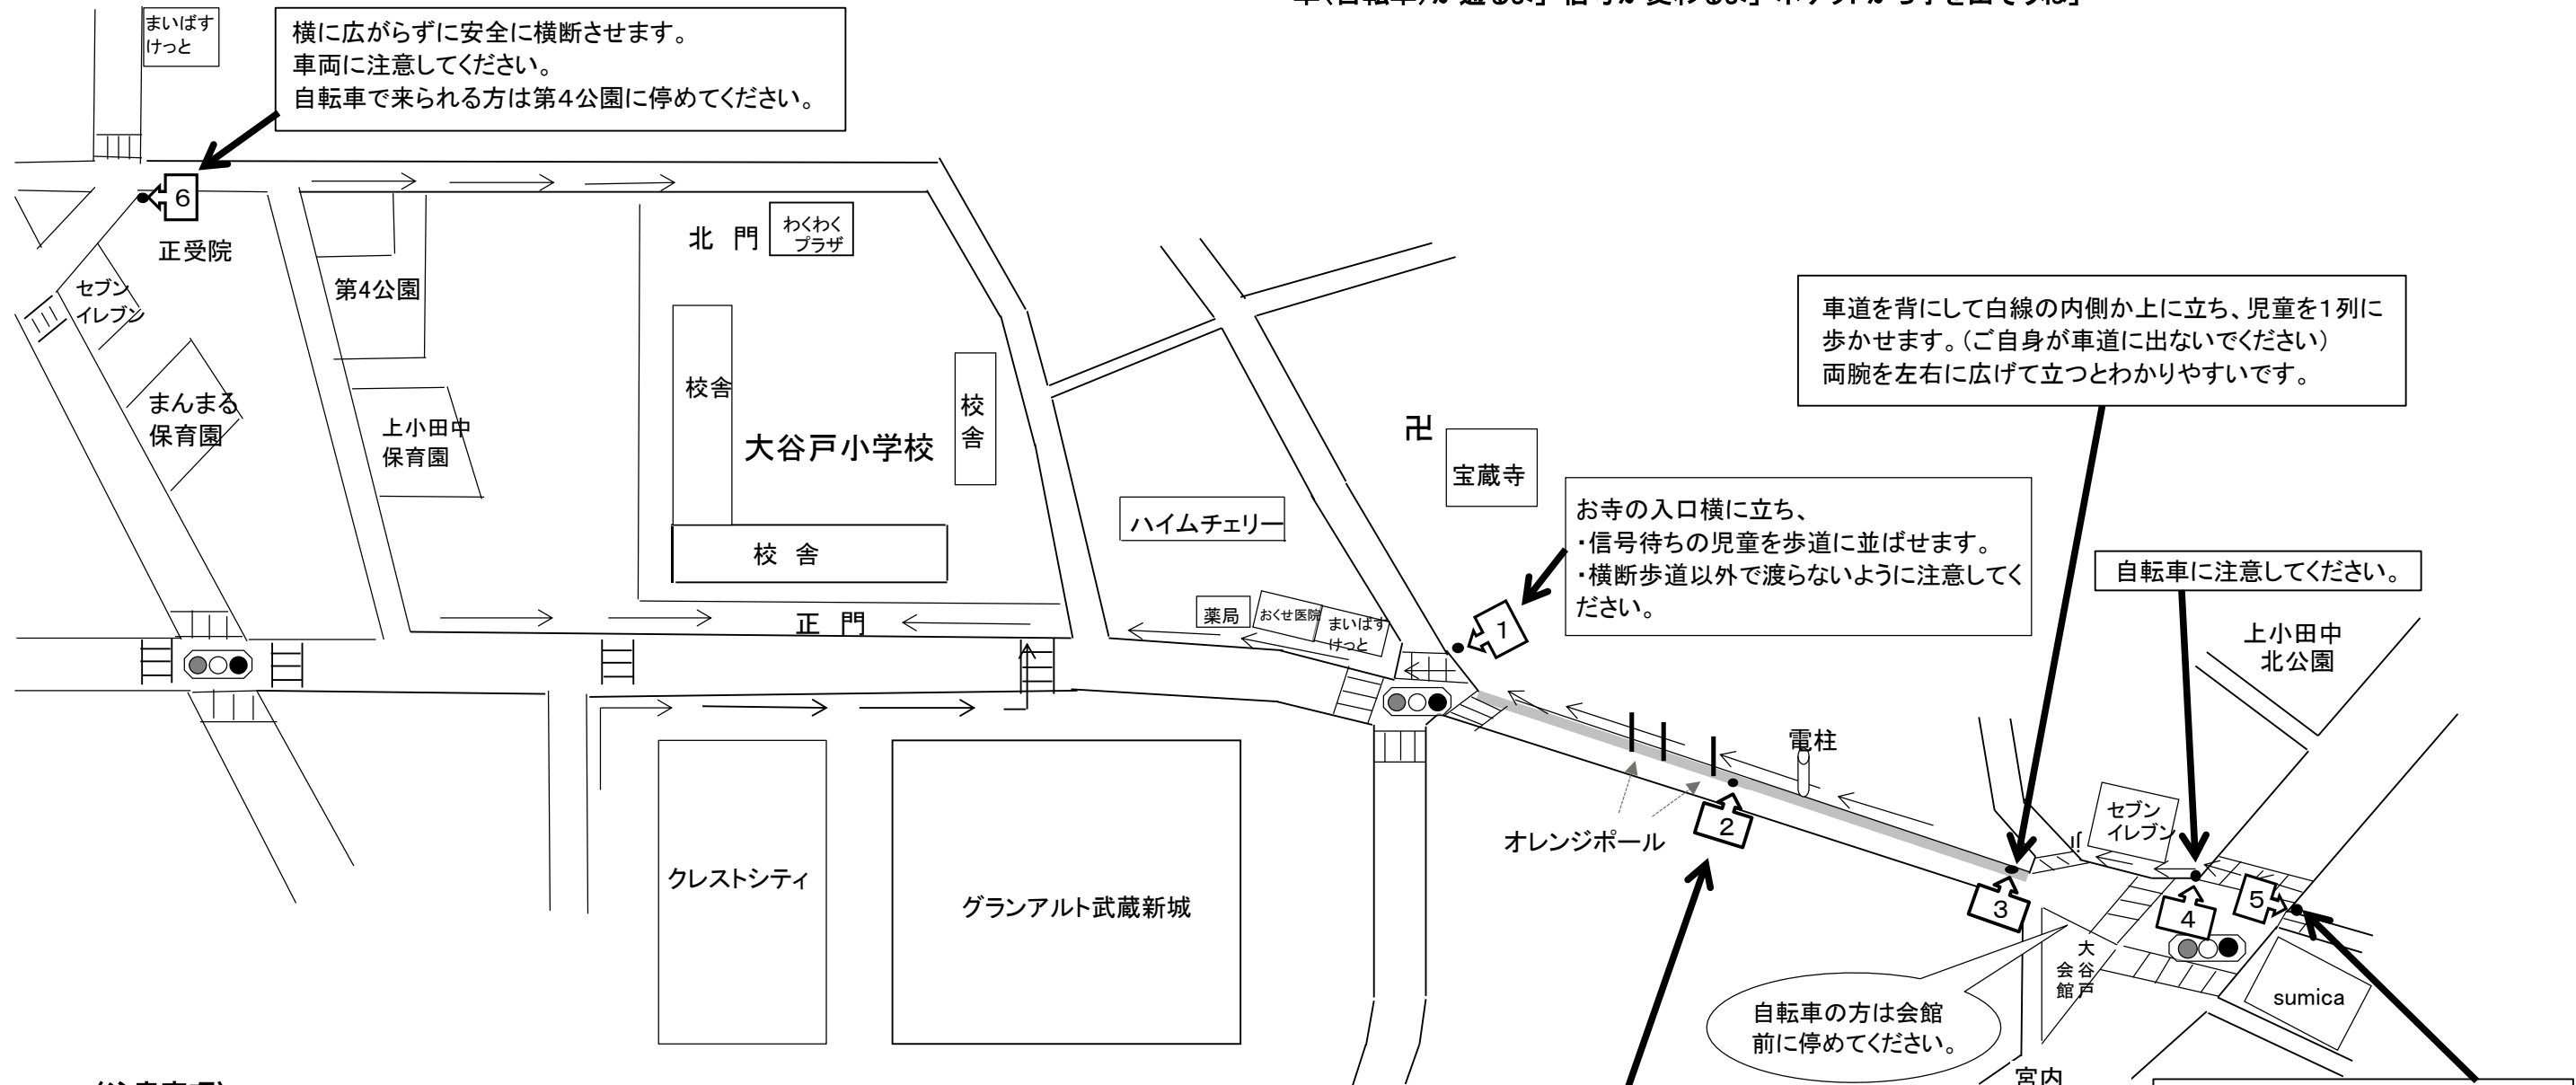 まいばす
けっと
横に広がらずに安全に横断させます。
車両に注意してください。
自転車で来られる方は第4公園に停めてください。
6
正受院
セブン
イレブン
まんまる
保育園
第4公園
上小田中
保育園
北 門
わくわく
プラザ
校舎
校舎
大谷戸小学校
校 舎
正 門
ハイムチェリー
薬局
おくせ医院
まいばす
けっと
卍
宝蔵寺
お寺の入口横に立ち、
・信号待ちの児童を歩道に並ばせます。
・横断歩道以外で渡らないように注意してく
ださい。
1
車道を背にして白線の内側か上に立ち、児童を1列に
歩かせます。(ご自身が車道に出ないでください)
両腕を左右に広げて立つとわかりやすいです。
自転車に注意してください。
上小田中
北公園
電柱
オレンジポール
2
3
セブン
イレブン
4
5
大谷戸
会館
sumica
自転車の方は会館
前に停めてください。
宮内
クレストシティ
グランアルト武蔵新城